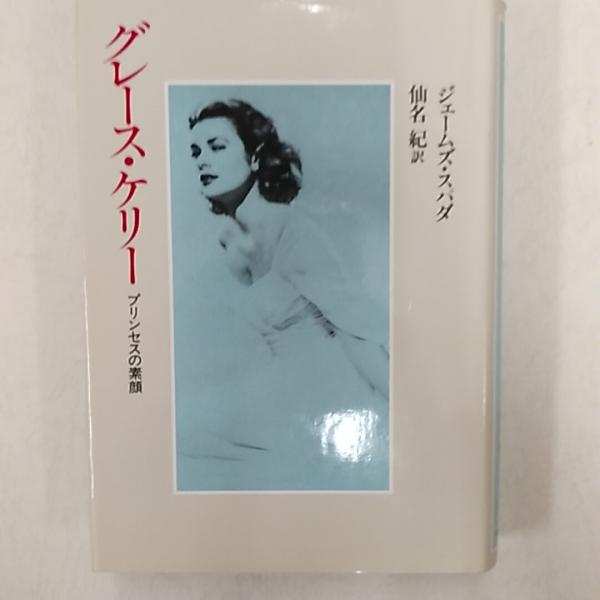 ジェームズ・スパダ
仙名 紀 訳
グレース・ケリー
プリンセスの素顔